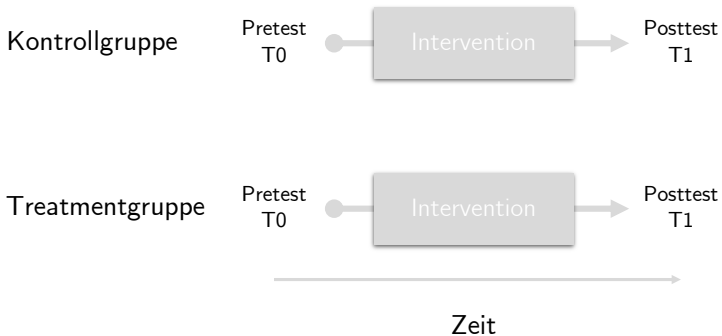 Kontrollgruppe
Pretest
T0
Intervention
Posttest
T1
Treatmentgruppe
Pretest
T0
Intervention
Posttest
T1
Zeit